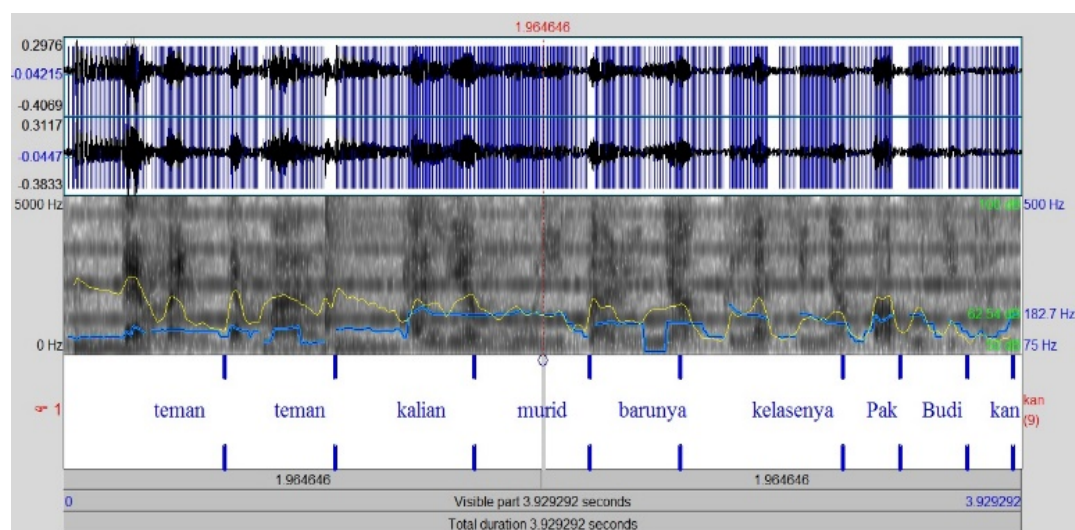 1.964646
0.2976
-0.04215
-0.4069
0.3117
-0.0447
-0.3833
5000 Hz
500 Hz
182.7 Hz
0 Hz
75 Hz
1
teman teman kalian murid barunya kelasenya Pak Budi kan
kan
(9)
1.964646 1.964646
0 Visible part 3.929292 seconds 3.929292
Total duration 3.929292 seconds